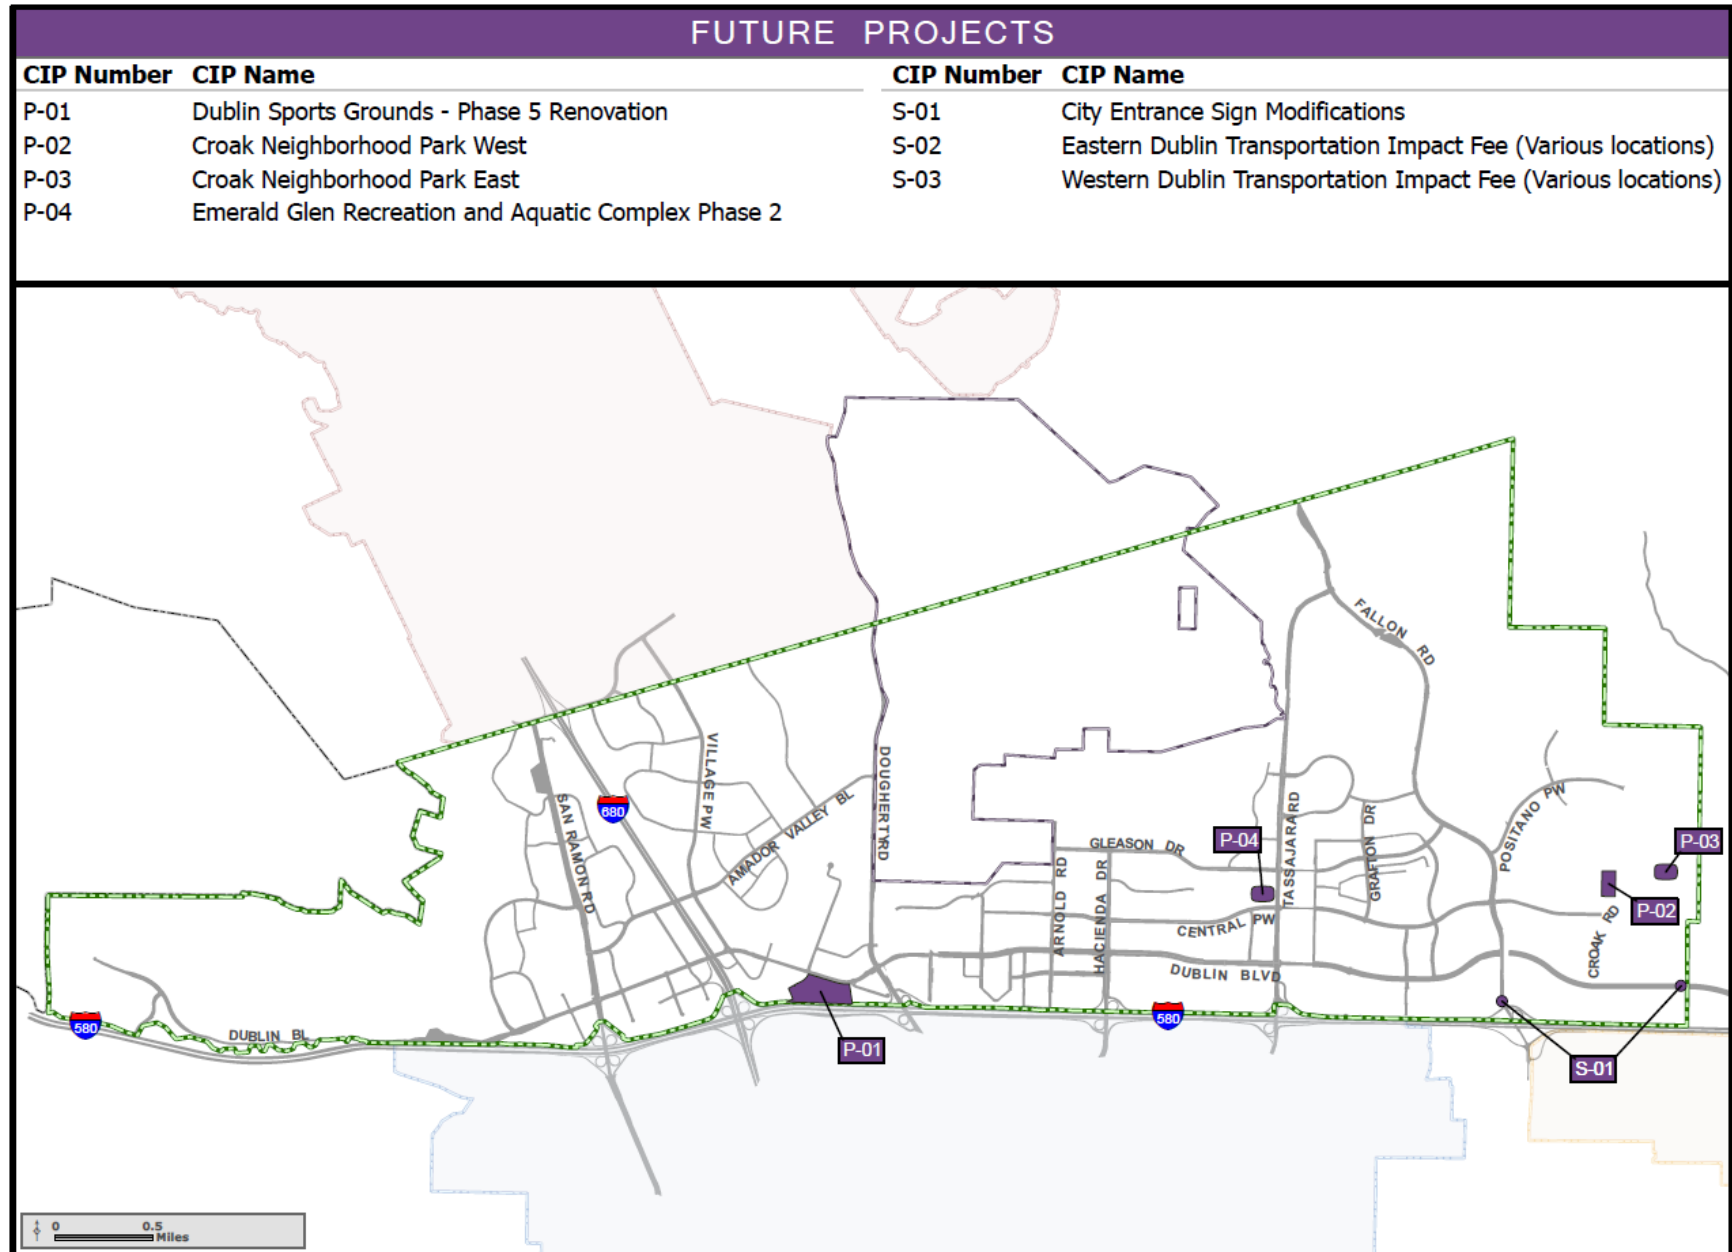 FUTURE PROJECTS
CIP Number CIP Name
P-01 Dublin Sports Grounds - Phase 5 Renovation
P-02 Croak Neighborhood Park West
P-03 Croak Neighborhood Park East
P-04 Emerald Glen Recreation and Aquatic Complex Phase 2
CIP Number CIP Name
S-01 City Entrance Sign Modifications
S-02 Eastern Dublin Transportation Impact Fee (Various locations)
S-03 Western Dublin Transportation Impact Fee (Various locations)
FALLON RD
VILLAGE PW
DOUGHERTY RD
SAN RAMON RD
680
AMADOR VALLEY BL
GLEASON DR
ARNOLD RD
HACIENDA DR
P-04
TASSAJARA RD
GRAFTON DR
POSITANO PW
P-03
P-02
CENTRAL PW
CROAK RD
DUBLIN BLVD
580
DUBLIN BL
580
P-01
S-01
0 0.5
Miles